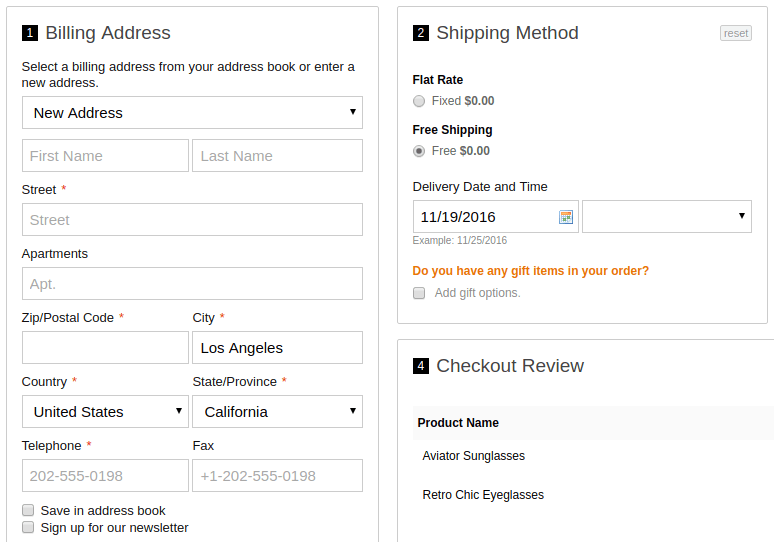 1 Billing Address
Select a billing address from your address book or enter a
new address.
New Address
First Name Last Name
Street *
Street
Apartments
Apt.
Zip/Postal Code * City *
Los Angeles
Country * State/Province *
United States California
Telephone * Fax
202-555-0198 +1-202-555-0198
Save in address book
Sign up for our newsletter
2 Shipping Method reset
Flat Rate
Fixed $0.00
Free Shipping
Free $0.00
Delivery Date and Time
11/19/2016
Example: 11/25/2016
Do you have any gift items in your order?
Add gift options.
4 Checkout Review
Product Name
Aviator Sunglasses
Retro Chic Eyeglasses